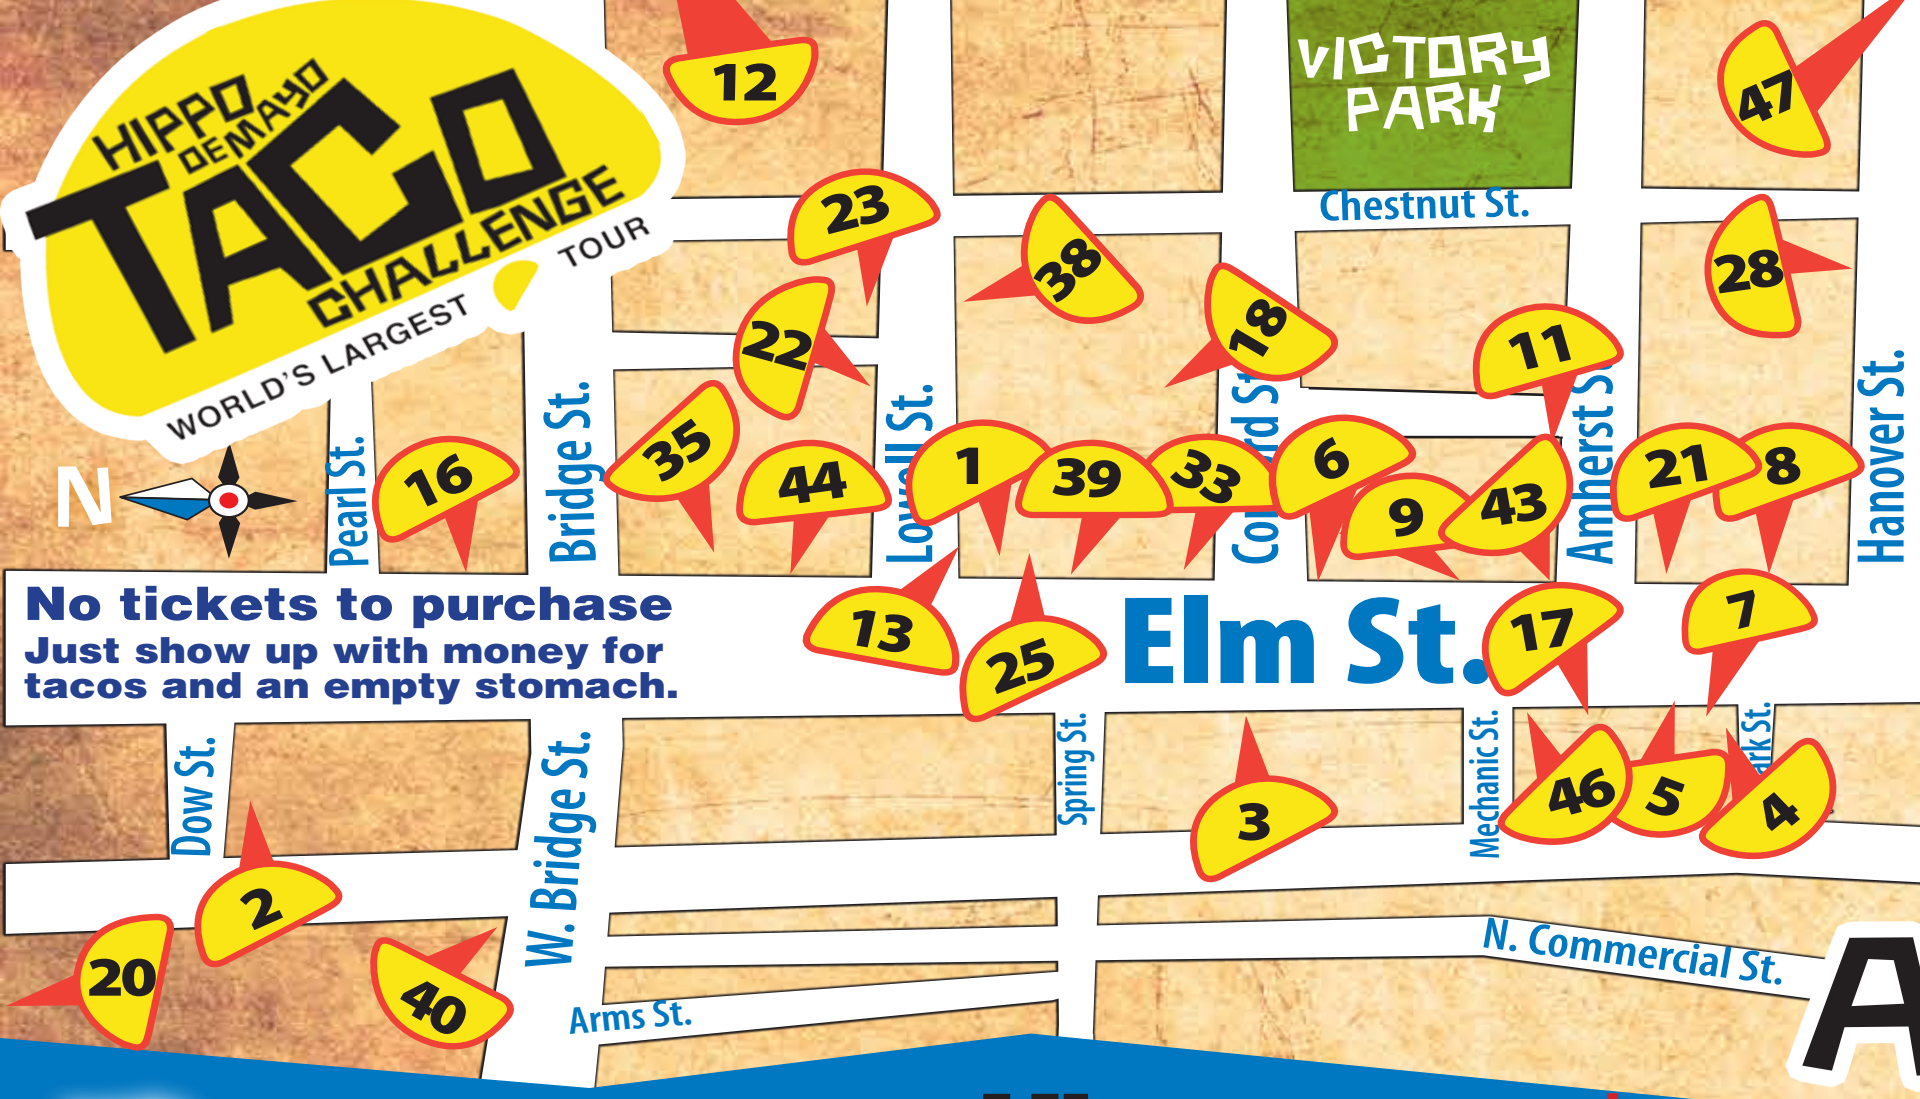 HIPPO
DEMAYO
TACO
CHALLENGE
WORLD'S LARGEST TOUR
VICTORY
PARK
12
47
23
Chestnut St.
38
28
22
18
11
35
16
44
1
39
33
6
9
43
21
8
N
Pearl St.
Bridge St.
Lowell St.
Amherst St
Hanover St.
No tickets to purchase
Just show up with money for
tacos and an empty stomach.
13
25
Elm St.
17
7
Dow St.
W. Bridge St.
Spring St.
Mechanic St.
46
5
4
3
2
20
40
Arms St.
N. Commercial St.
A